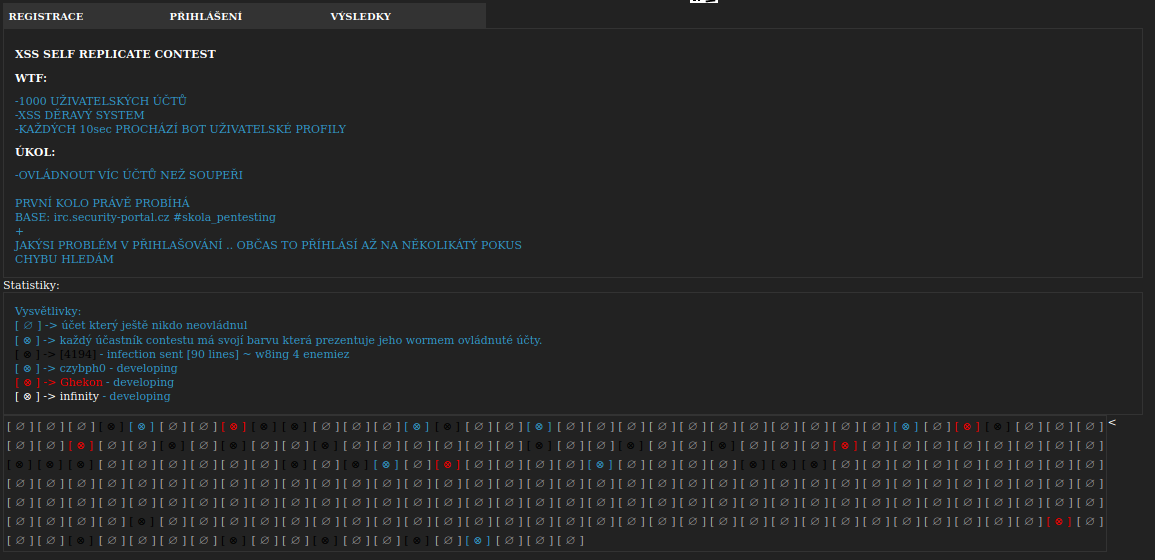 REGISTRACE PŘIHLÁŠENÍ VÝSLEDKY
XSS SELF REPLICATE CONTEST
WTF:
-1000 UŽIVATELSKÝCH ÚČTŮ
-XSS DĚRAVÝ SYSTEM
-KAŽDÝCH 10sec PROCHÁZÍ BOT UŽIVATELSKÉ PROFILY
ÚKOL:
-OVLÁDNOUT VÍC ÚČTŮ NEŽ SOUPEŘI
PRVNÍ KOLO PRÁVĚ PROBÍHÁ
BASE: irc.security-portal.cz #skola_pentesting
+
JAKÝSI PROBLÉM V PŘIHLAŠOVÁNÍ .. OBČAS TO PŘÍHLÁSÍ AŽ NA NĚKOLIKÁTÝ POKUS
CHYBU HLEDÁM
Statistiky:
Vysvětlivky:
[ ∅ ] -> účet který ještě nikdo neovládnul
[ ⊗ ] -> každý účastník contestu má svojí barvu která prezentuje jeho wormem ovládnuté účty.
[ ⊗ ] -> [4194] - infection sent [90 lines] ~ w8ing 4 enemiez
[ ⊗ ] -> czybph0 - developing
[ ⊗ ] -> Ghekon - developing
[ ⊗ ] -> infinity - developing
[ ∅ ] [ ∅ ] [ ∅ ] [ ⊗ ] [ ⊗ ] [ ∅ ] [ ∅ ] [ ⊗ ] [ ⊗ ] [ ⊗ ] [ ∅ ] [ ∅ ] [ ∅ ] [ ⊗ ] [ ⊗ ] [ ∅ ] [ ∅ ] [ ⊗ ] [ ∅ ] [ ∅ ] [ ∅ ] [ ∅ ] [ ∅ ] [ ∅ ] [ ∅ ] [ ∅ ] [ ∅ ] [ ∅ ] [ ∅ ] [ ⊗ ] [ ∅ ] [ ⊗ ] [ ⊗ ] [ ∅ ] [ ∅ ] [ ∅ ] <
[ ∅ ] [ ∅ ] [ ⊗ ] [ ∅ ] [ ∅ ] [ ⊗ ] [ ∅ ] [ ⊗ ] [ ∅ ] [ ∅ ] [ ⊗ ] [ ∅ ] [ ∅ ] [ ∅ ] [ ∅ ] [ ∅ ] [ ∅ ] [ ⊗ ] [ ∅ ] [ ∅ ] [ ⊗ ] [ ∅ ] [ ∅ ] [ ⊗ ] [ ∅ ] [ ∅ ] [ ∅ ] [ ⊗ ] [ ∅ ] [ ∅ ] [ ∅ ] [ ∅ ] [ ∅ ] [ ∅ ] [ ∅ ] [ ∅ ]
[ ⊗ ] [ ⊗ ] [ ⊗ ] [ ∅ ] [ ∅ ] [ ∅ ] [ ∅ ] [ ∅ ] [ ∅ ] [ ⊗ ] [ ∅ ] [ ⊗ ] [ ⊗ ] [ ∅ ] [ ⊗ ] [ ∅ ] [ ∅ ] [ ∅ ] [ ∅ ] [ ⊗ ] [ ∅ ] [ ∅ ] [ ∅ ] [ ∅ ] [ ⊗ ] [ ⊗ ] [ ⊗ ] [ ∅ ] [ ∅ ] [ ∅ ] [ ∅ ] [ ∅ ] [ ∅ ] [ ∅ ] [ ∅ ] [ ∅ ]
[ ∅ ] [ ∅ ] [ ∅ ] [ ∅ ] [ ∅ ] [ ∅ ] [ ∅ ] [ ∅ ] [ ∅ ] [ ∅ ] [ ∅ ] [ ∅ ] [ ∅ ] [ ∅ ] [ ∅ ] [ ∅ ] [ ∅ ] [ ∅ ] [ ∅ ] [ ∅ ] [ ∅ ] [ ∅ ] [ ∅ ] [ ∅ ] [ ∅ ] [ ∅ ] [ ∅ ] [ ∅ ] [ ∅ ] [ ∅ ] [ ∅ ] [ ∅ ] [ ∅ ] [ ∅ ] [ ∅ ] [ ∅ ]
[ ∅ ] [ ∅ ] [ ∅ ] [ ∅ ] [ ∅ ] [ ∅ ] [ ∅ ] [ ∅ ] [ ∅ ] [ ∅ ] [ ∅ ] [ ∅ ] [ ∅ ] [ ∅ ] [ ∅ ] [ ∅ ] [ ∅ ] [ ∅ ] [ ∅ ] [ ∅ ] [ ∅ ] [ ∅ ] [ ∅ ] [ ∅ ] [ ∅ ] [ ∅ ] [ ∅ ] [ ∅ ] [ ∅ ] [ ∅ ] [ ∅ ] [ ∅ ] [ ∅ ] [ ∅ ] [ ∅ ] [ ∅ ]
[ ∅ ] [ ∅ ] [ ∅ ] [ ∅ ] [ ⊗ ] [ ∅ ] [ ∅ ] [ ∅ ] [ ∅ ] [ ∅ ] [ ∅ ] [ ∅ ] [ ∅ ] [ ∅ ] [ ∅ ] [ ∅ ] [ ∅ ] [ ∅ ] [ ∅ ] [ ∅ ] [ ∅ ] [ ∅ ] [ ∅ ] [ ∅ ] [ ∅ ] [ ∅ ] [ ∅ ] [ ∅ ] [ ∅ ] [ ∅ ] [ ∅ ] [ ∅ ] [ ∅ ] [ ∅ ] [ ⊗ ] [ ∅ ]
[ ∅ ] [ ∅ ] [ ⊗ ] [ ∅ ] [ ∅ ] [ ∅ ] [ ∅ ] [ ⊗ ] [ ∅ ] [ ∅ ] [ ⊗ ] [ ∅ ] [ ∅ ] [ ⊗ ] [ ∅ ] [ ⊗ ] [ ∅ ] [ ∅ ] [ ∅ ]